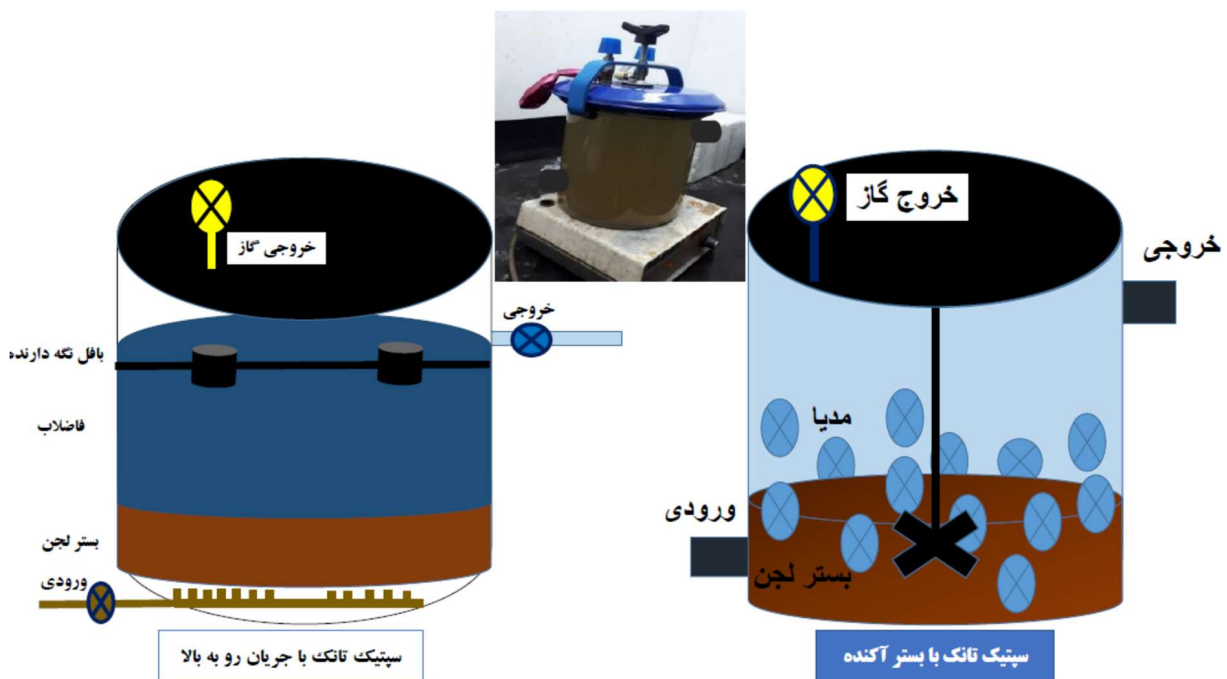 خروجی گاز
خروجی
بافل نگه دارنده
فاضلاب
بستر لجن
ورودی
سپتیک تانک با جریان رو به بالا
خروج گاز
خروجی
مدیا
ورودی
بستر لجن
سپتیک تانک با بستر آکنده